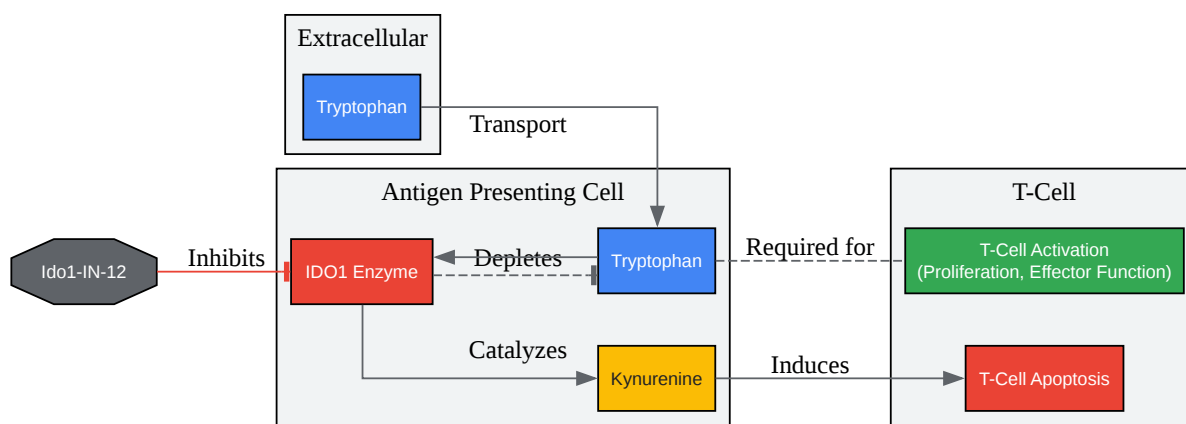 Extracellular
Tryptophan
Transport
Antigen Presenting Cell
T-Cell
Ido1-IN-12
Inhibits
IDO1 Enzyme
Depletes
Tryptophan
Required for
T-Cell Activation
(Proliferation, Effector Function)
Catalyzes
Kynurenine
Induces
T-Cell Apoptosis